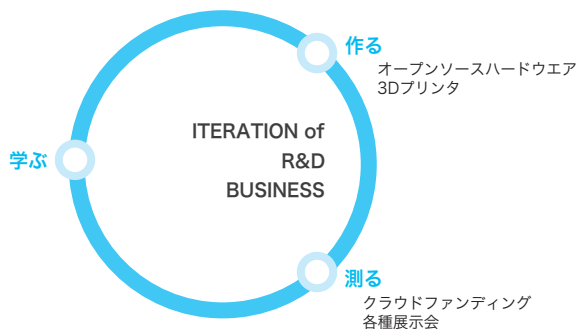 作る
オープンソースハードウエア
3Dプリンタ
ITERATION of
R&D
BUSINESS
学ぶ
測る
クラウドファンディング
各種展示会